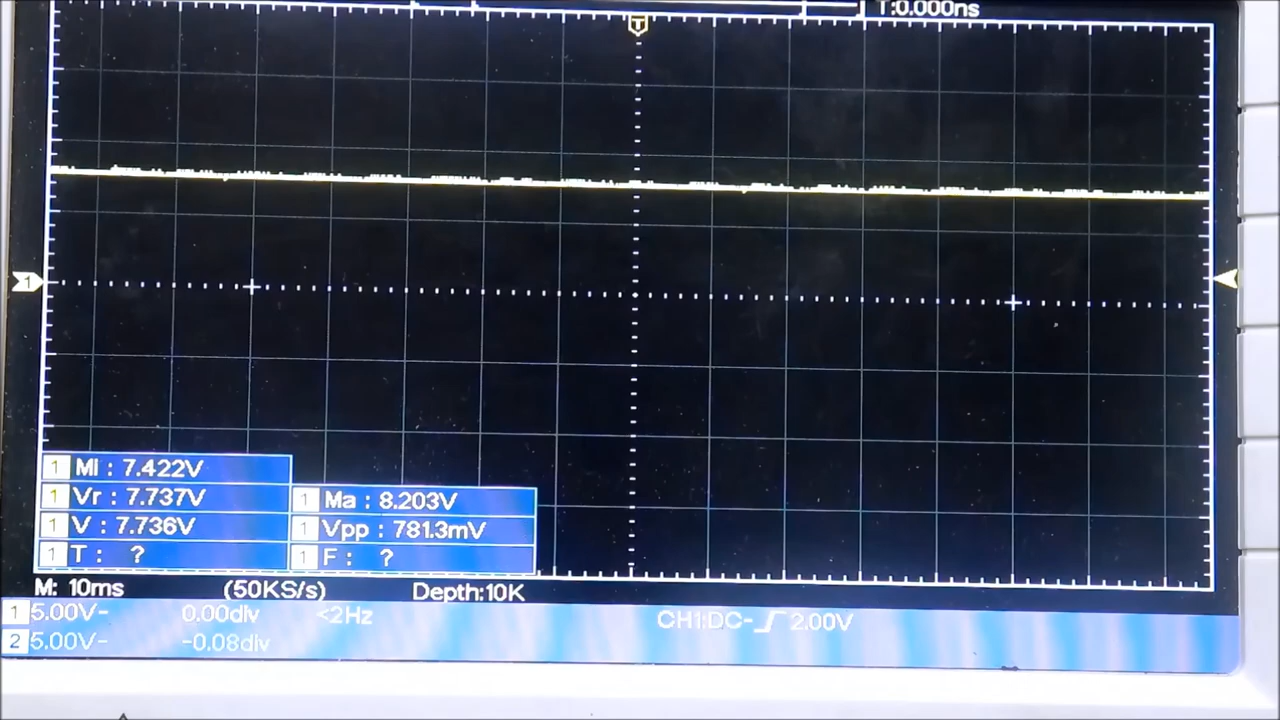 T:0.000ns
T
1
1 MI : 7.422V
1 Vr : 7.737V 1 Ma : 8.203V
1 V : 7.736V 1 Vpp : 781.3mV
1 T : ? 1 F : ?
M: 10ms (50KS/s) Depth:10K
1 5.00V- 0.00div <2Hz CH1:DC- 2.00V
2 5.00V- -0.08div